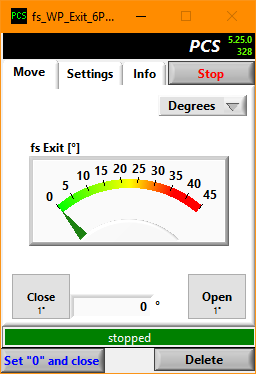 PCS fs_WP_Exit_6P...
PCS 5.25.0
328
Move Settings Info Stop
Degrees
fs Exit [°]
0 5 10 15 20 25 30 35 40 45
Close
1°
0 °
Open
1°
stopped
Set "0" and close Delete